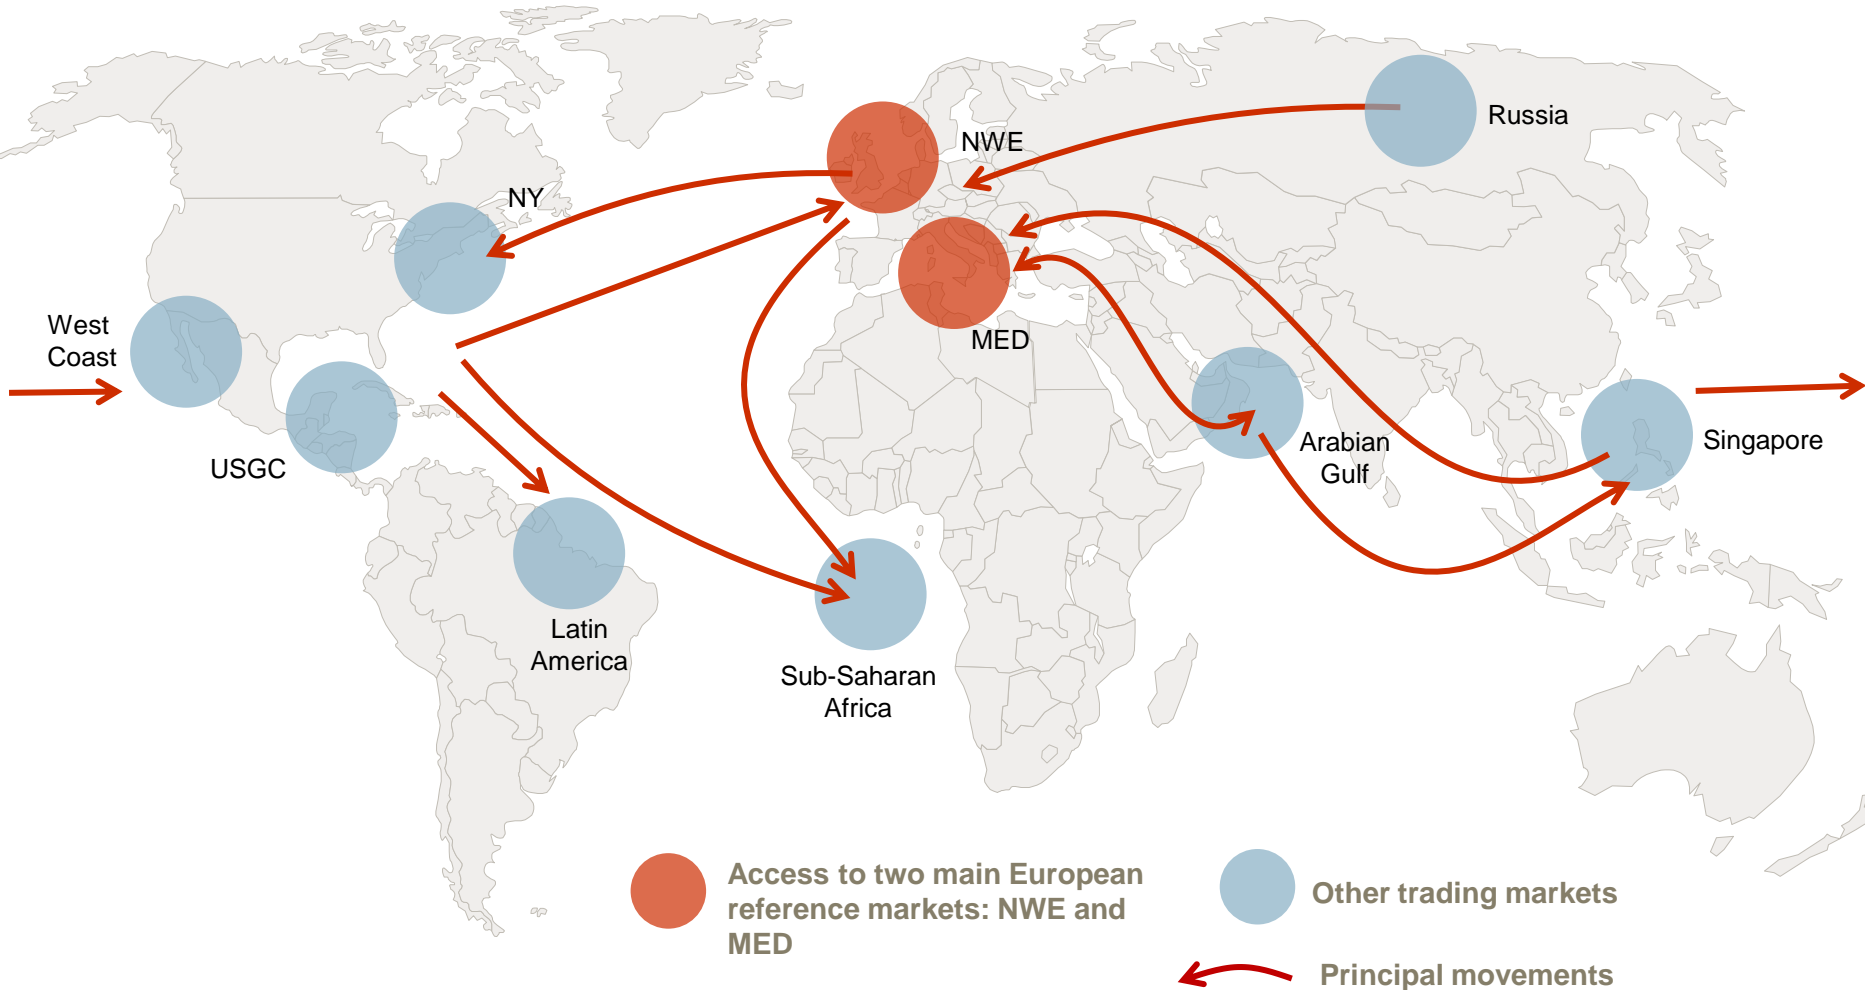 Russia
NWE
NY
West
Coast
MED
USGC
Arabian
Gulf
Singapore
Latin
America
Sub-Saharan
Africa
Access to two main European
reference markets: NWE and
MED
Other trading markets
Principal movements